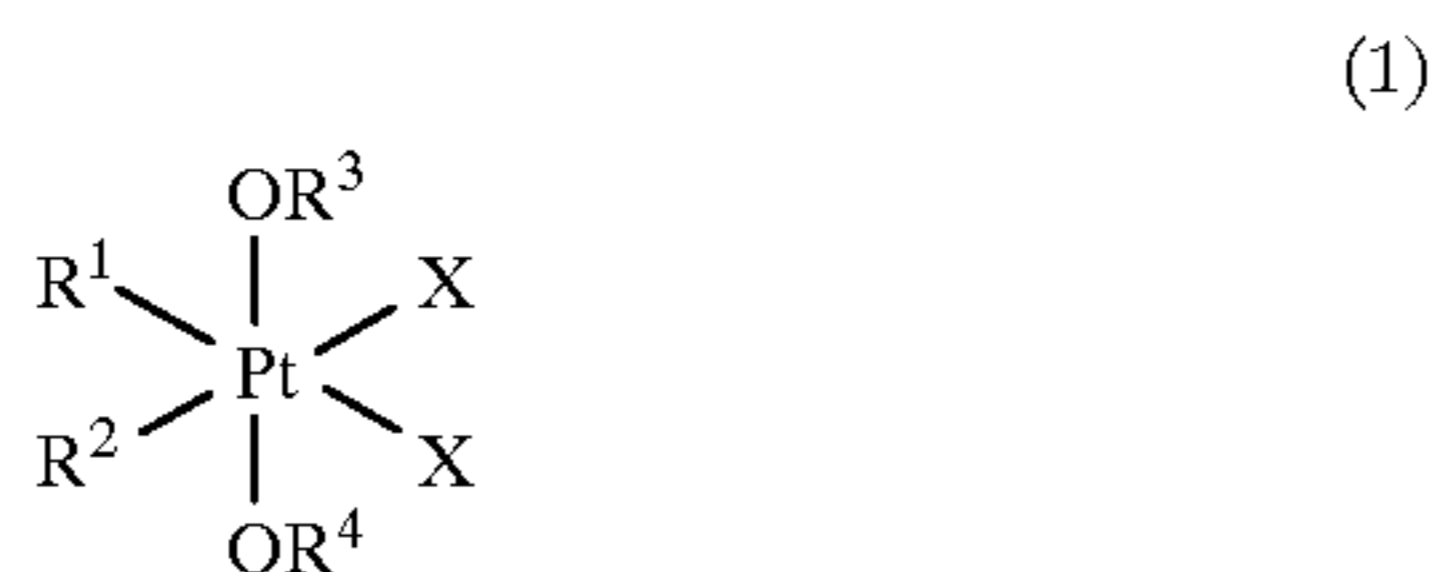 (1)
OR³
R¹ X
Pt
R² X
OR⁴